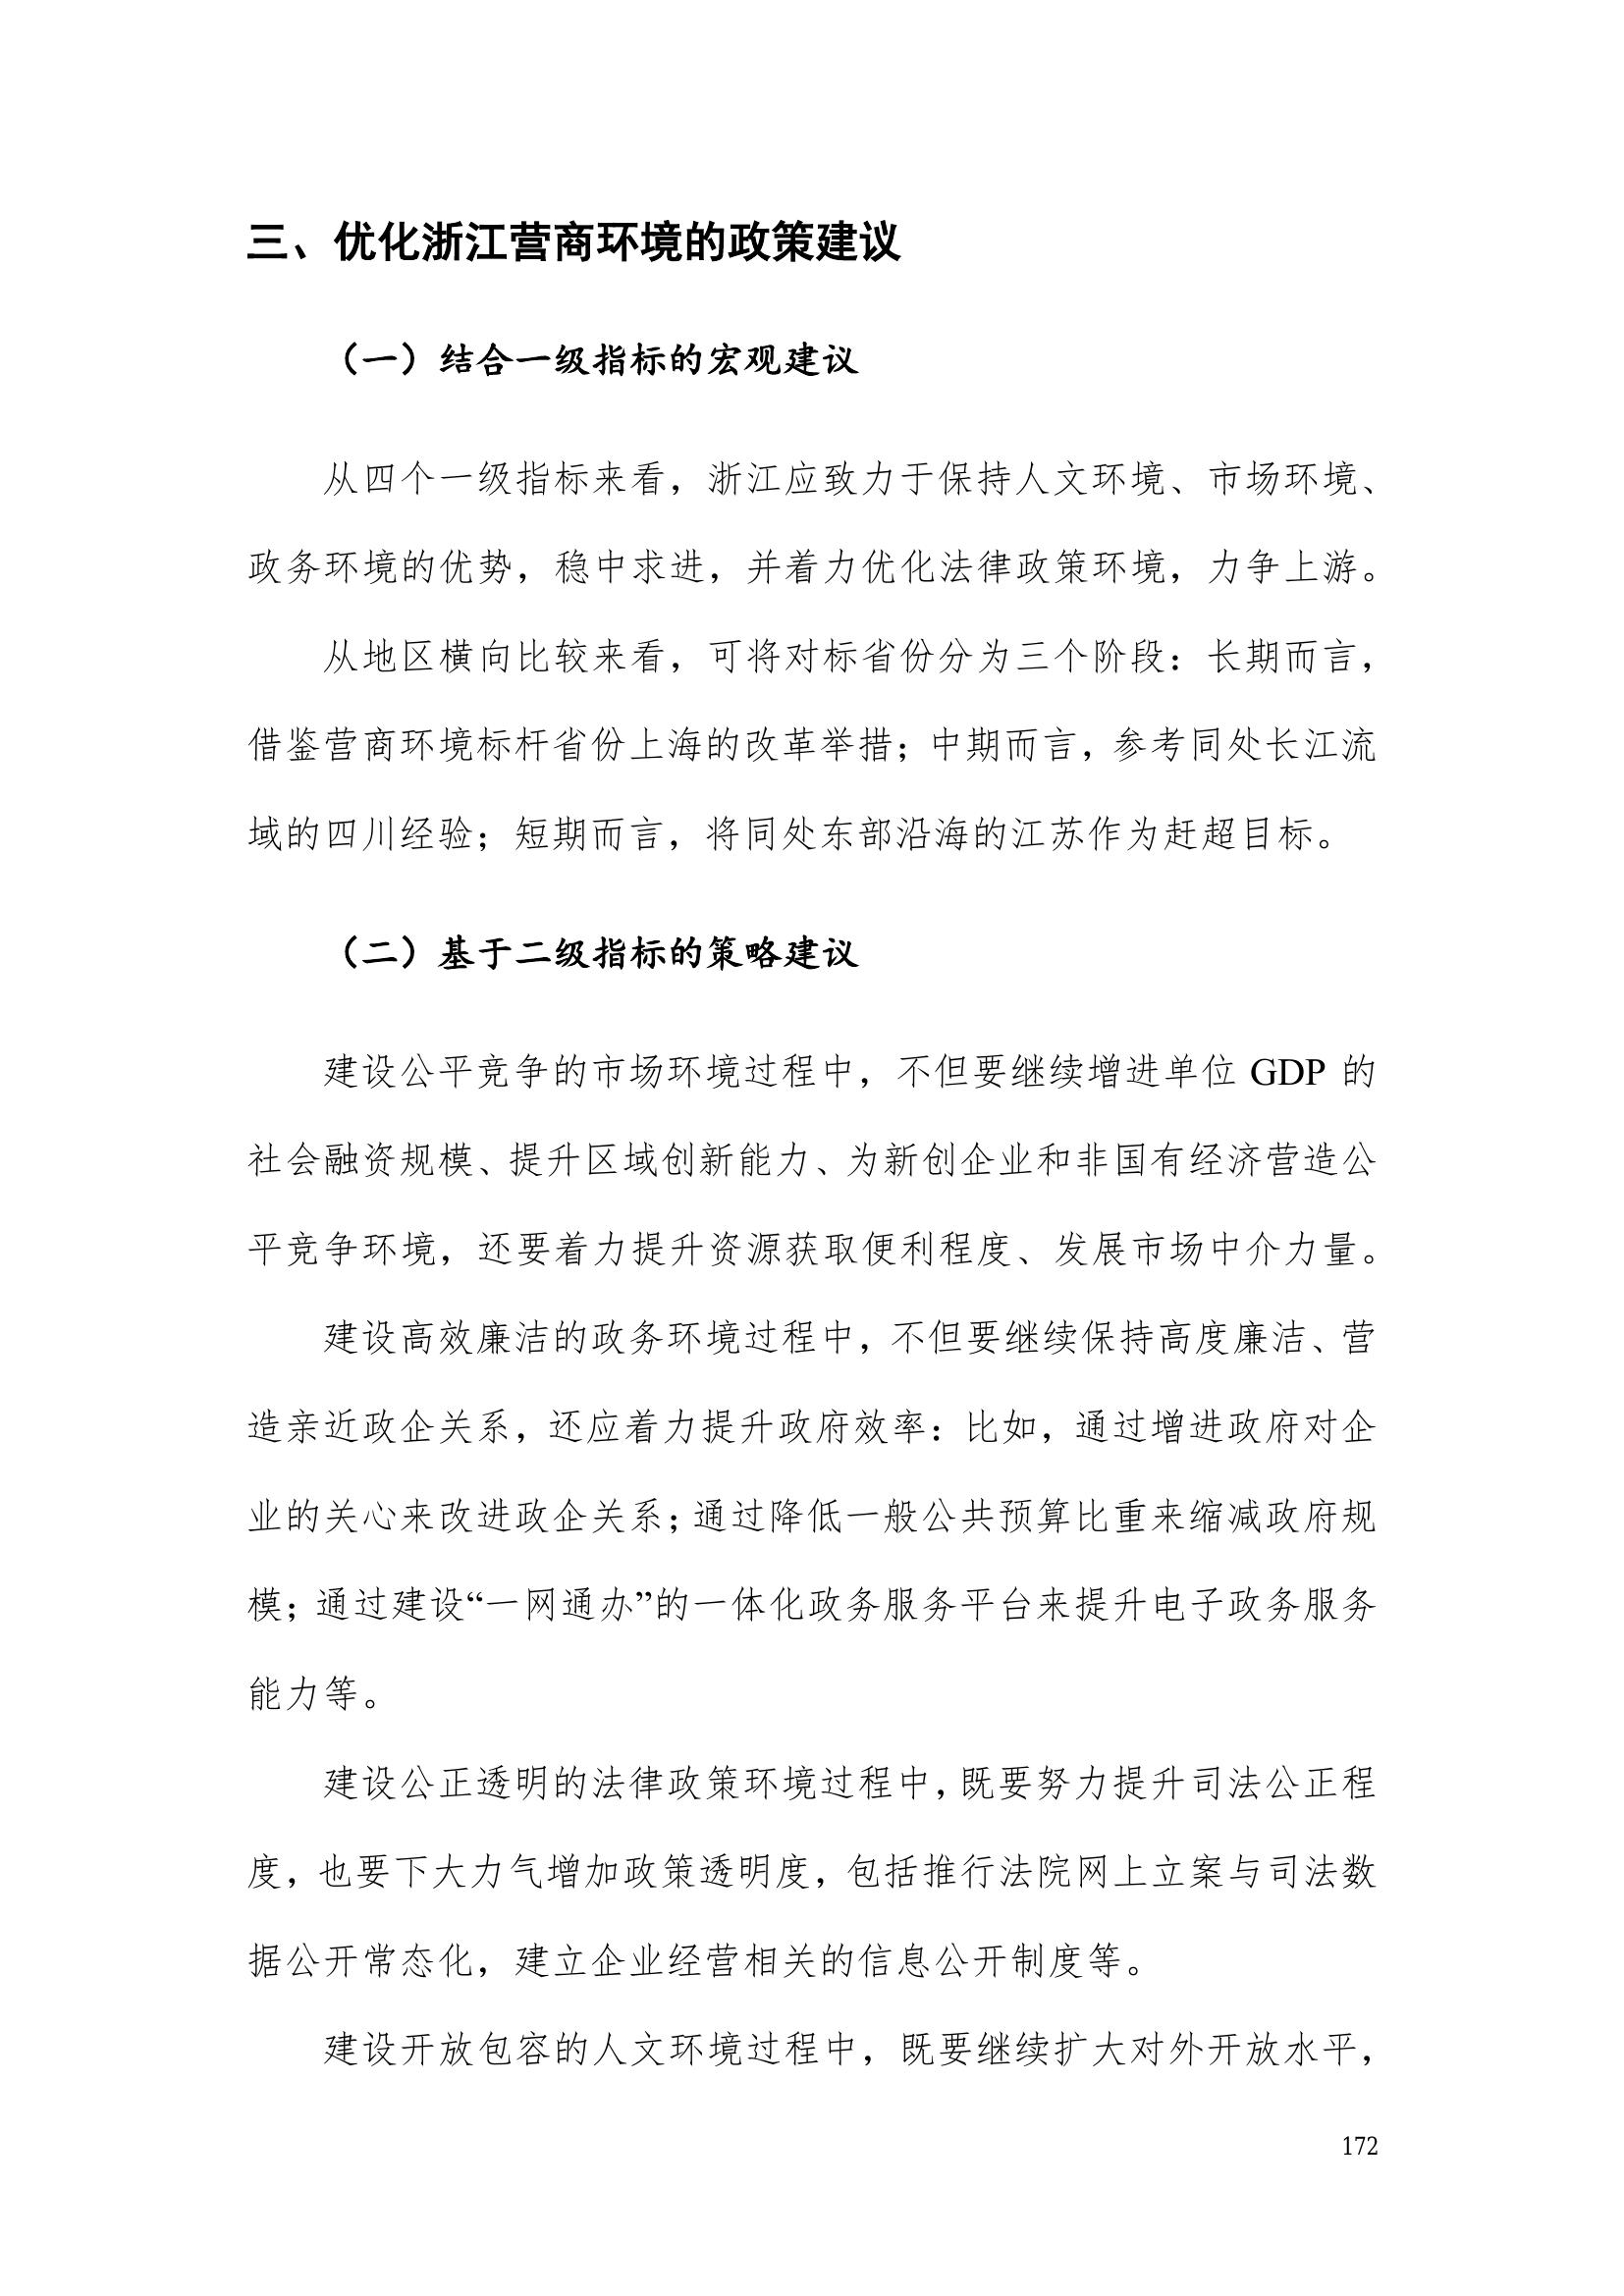 三、优化浙江营商环境的政策建议
（一）结合一级指标的宏观建议
从四个一级指标来看，浙江应致力于保持人文环境、市场环境、
政务环境的优势，稳中求进，并着力优化法律政策环境，力争上游。
从地区横向比较来看，可将对标省份分为三个阶段：长期而言，
借鉴营商环境标杆省份上海的改革举措；中期而言，参考同处长江流
域的四川经验；短期而言，将同处东部沿海的江苏作为赶超目标。
（二）基于二级指标的策略建议
建设公平竞争的市场环境过程中，不但要继续增进单位 GDP 的
社会融资规模、提升区域创新能力、为新创企业和非国有经济营造公
平竞争环境，还要着力提升资源获取便利程度、发展市场中介力量。
建设高效廉洁的政务环境过程中，不但要继续保持高度廉洁、营
造亲近政企关系，还应着力提升政府效率：比如，通过增进政府对企
业的关心来改进政企关系；通过降低一般公共预算比重来缩减政府规
模；通过建设“一网通办”的一体化政务服务平台来提升电子政务服务
能力等。
建设公正透明的法律政策环境过程中，既要努力提升司法公正程
度，也要下大力气增加政策透明度，包括推行法院网上立案与司法数
据公开常态化，建立企业经营相关的信息公开制度等。
建设开放包容的人文环境过程中，既要继续扩大对外开放水平，
172